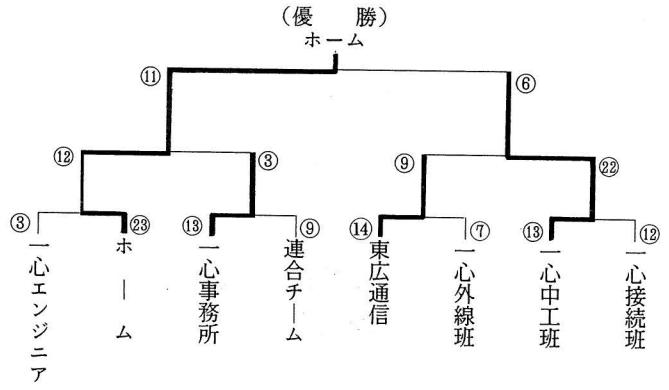 (優　勝)
ホーム
⑪
⑥
⑫
③
⑨
㉒
③
㉓
⑬
⑨
⑭
⑦
⑬
⑫
一心エンジニア
ホーム
一心事務所
連合チーム
東広通信
一心外線班
一心中工班
一心接続班